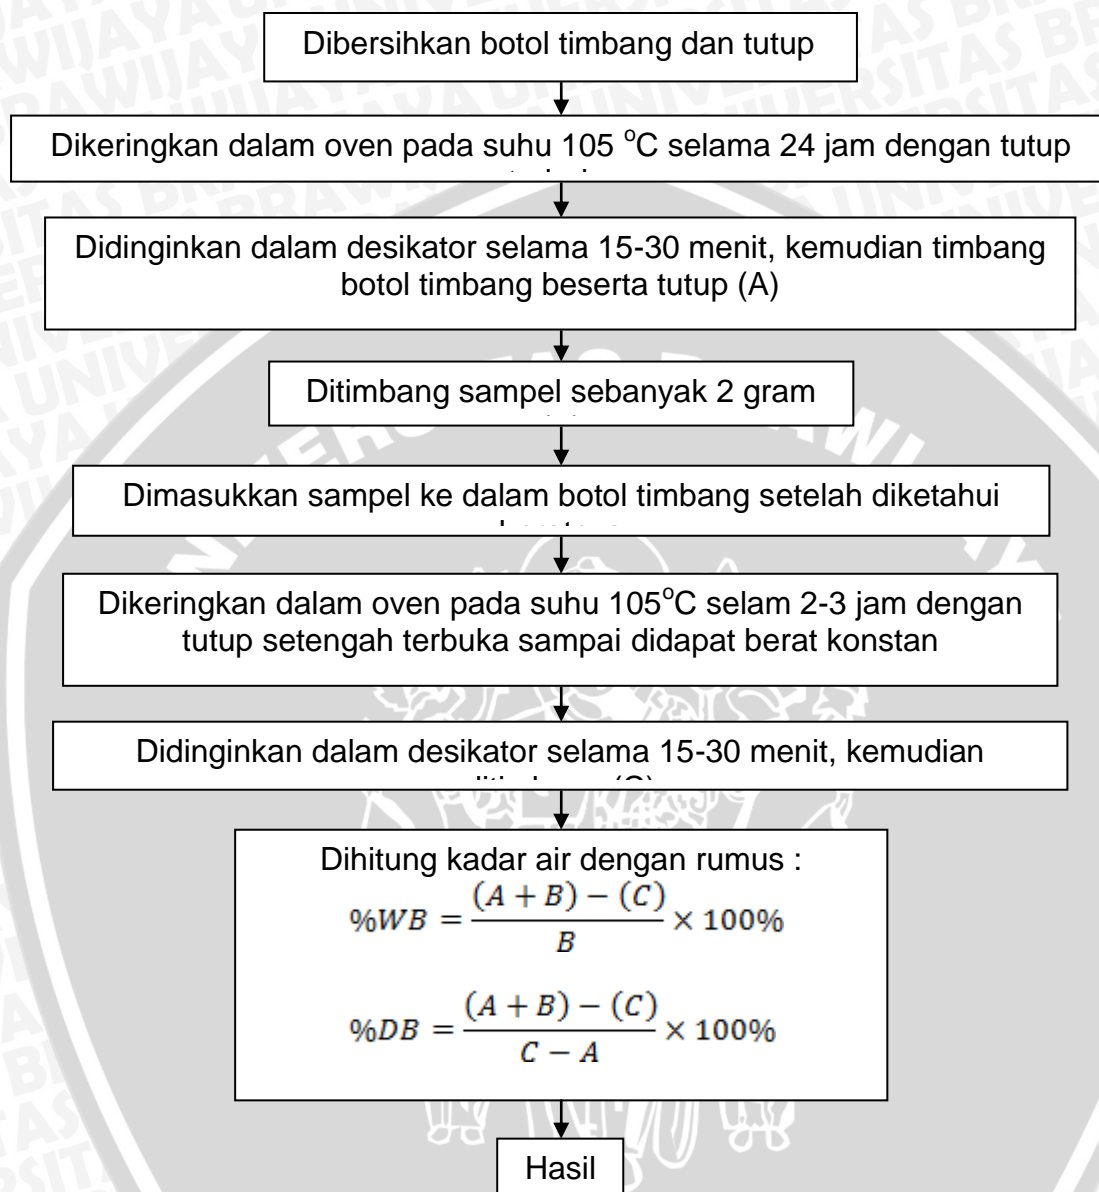 Dibersihkan botol timbang dan tutup
Dikeringkan dalam oven pada suhu 105 °C selama 24 jam dengan tutup
Didinginkan dalam desikator selama 15-30 menit, kemudian timbang
botol timbang beserta tutup (A)
Ditimbang sampel sebanyak 2 gram
Dimasukkan sampel ke dalam botol timbang setelah diketahui
Dikeringkan dalam oven pada suhu 105°C selam 2-3 jam dengan
tutup setengah terbuka sampai didapat berat konstan
Didinginkan dalam desikator selama 15-30 menit, kemudian
Dihitung kadar air dengan rumus :
%WB = (A + B) − (C) / B × 100%
%DB = (A + B) − (C) / C − A × 100%
Hasil